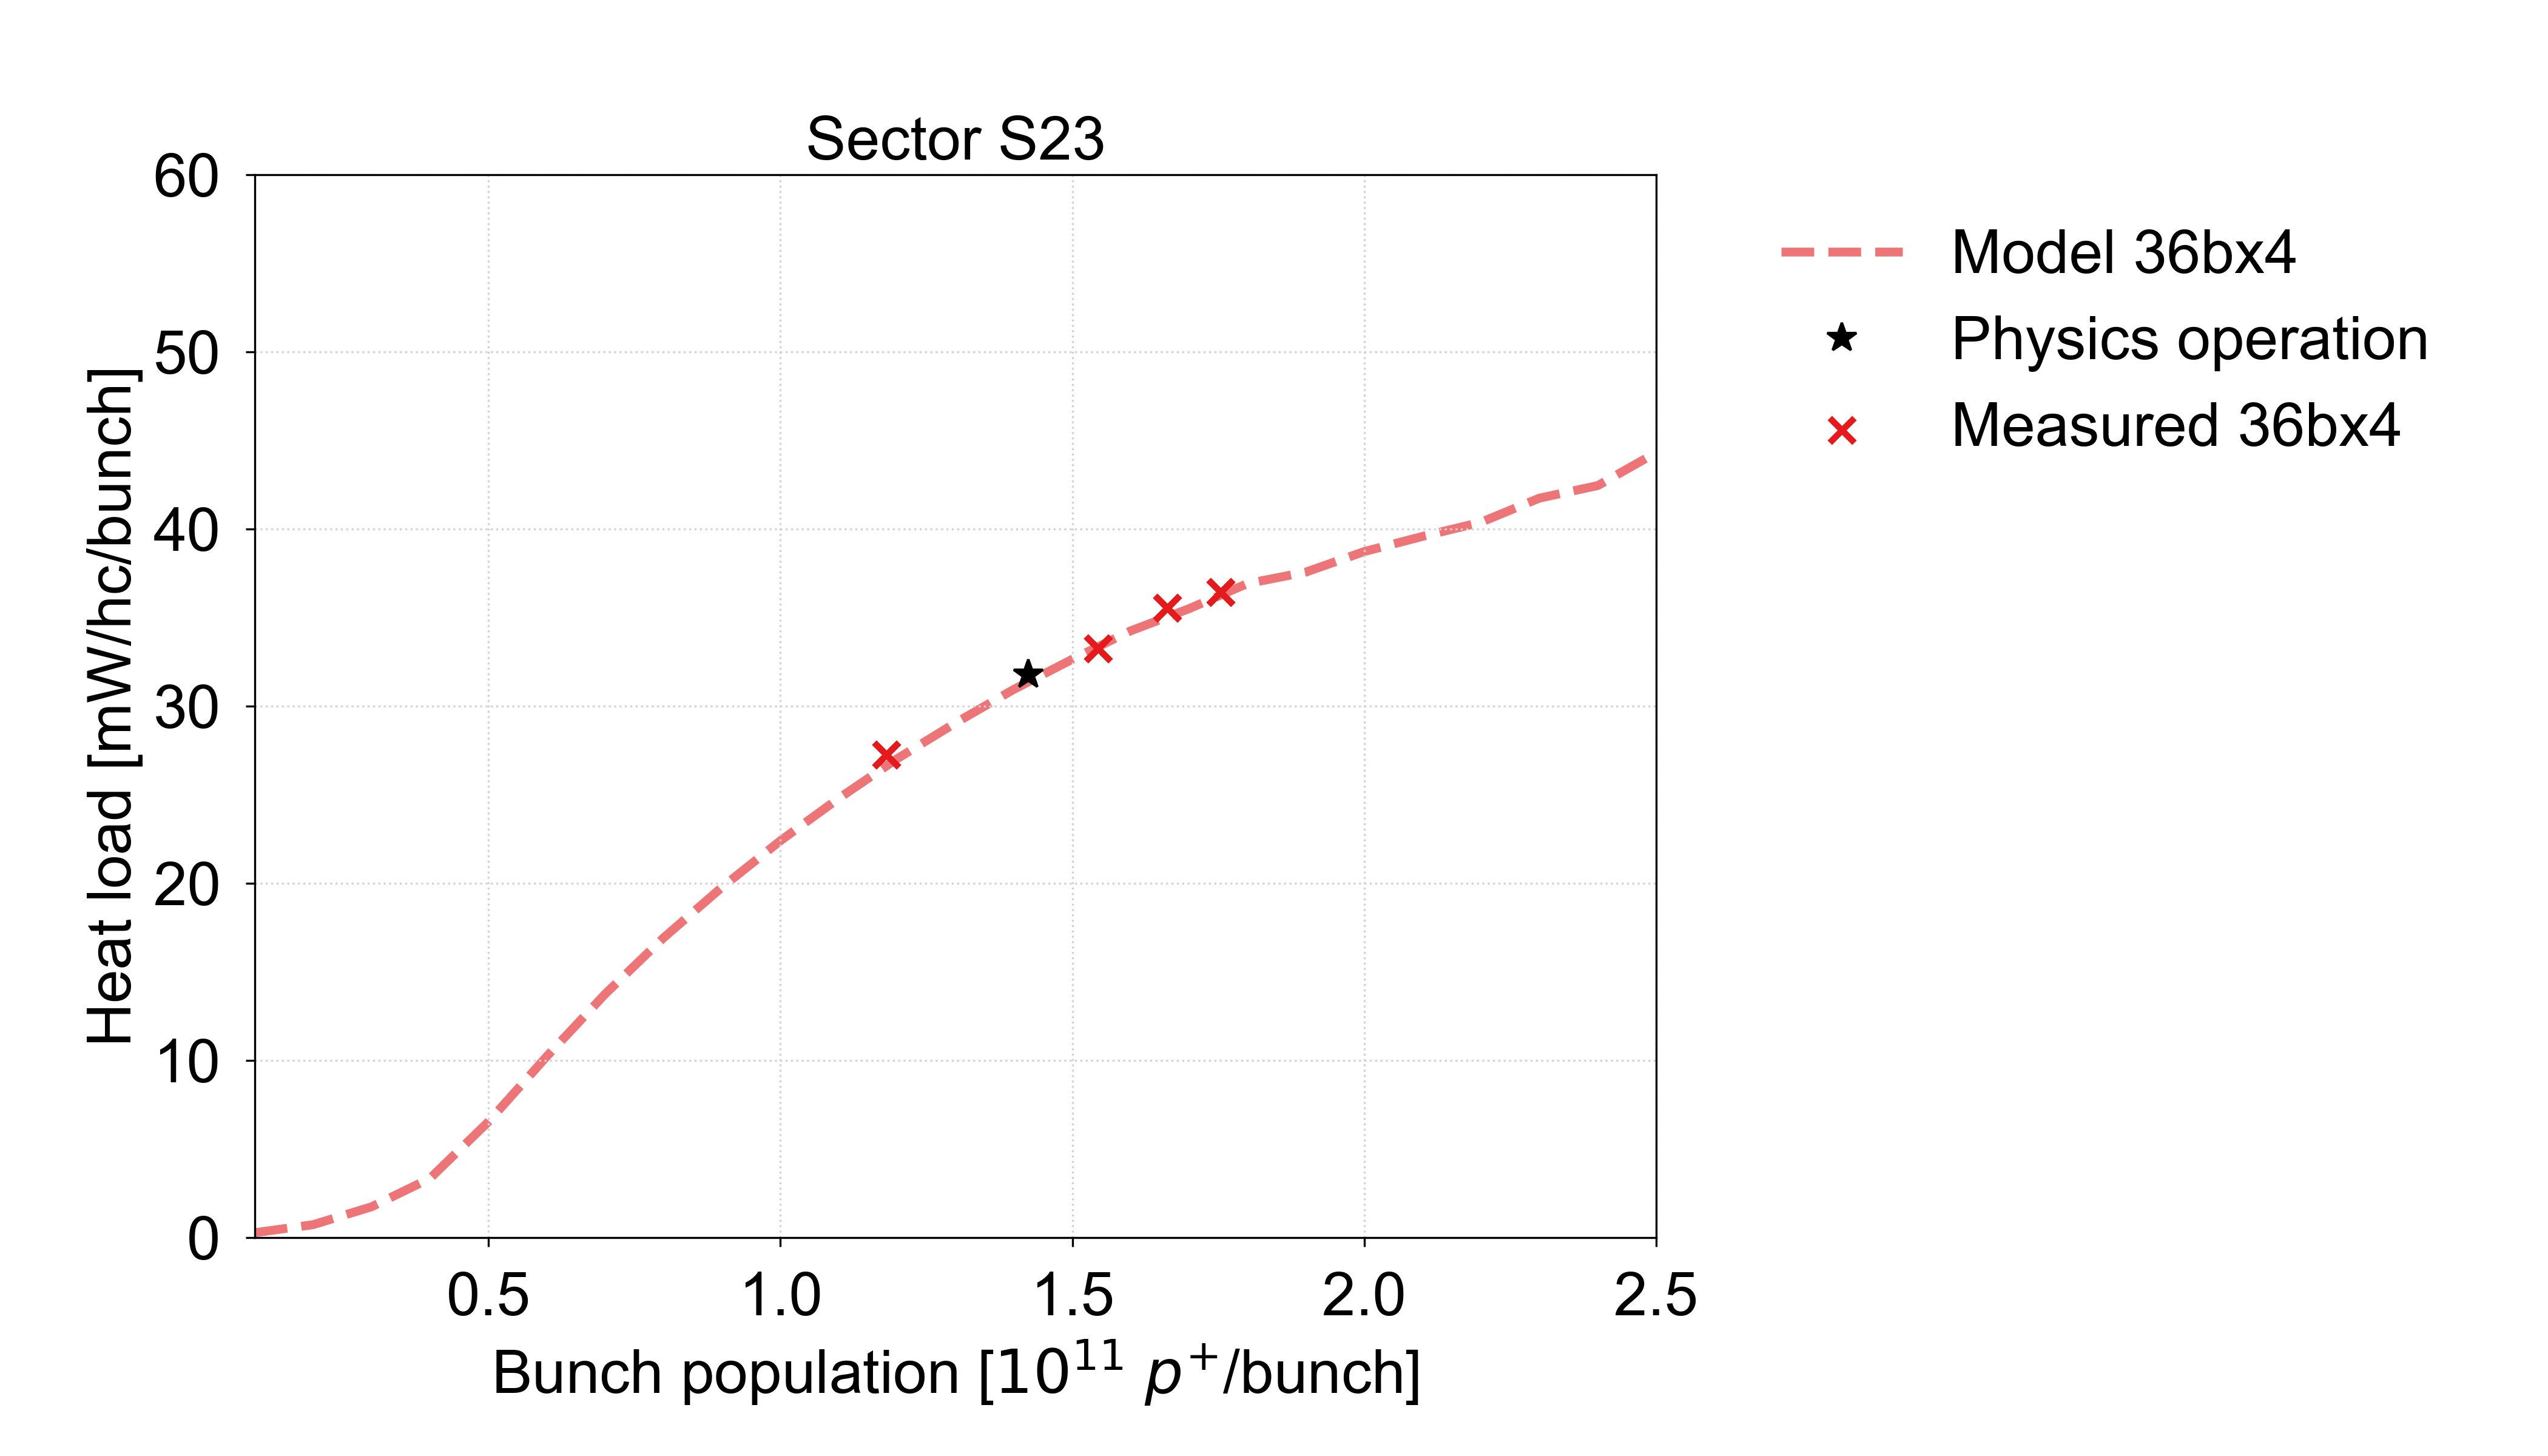 Sector S23
60
50
40
30
20
10
0
Heat load [mW/hc/bunch]
0.5 1.0 1.5 2.0 2.5
Bunch population [10¹¹ p⁺/bunch]
Model 36bx4
Physics operation
Measured 36bx4